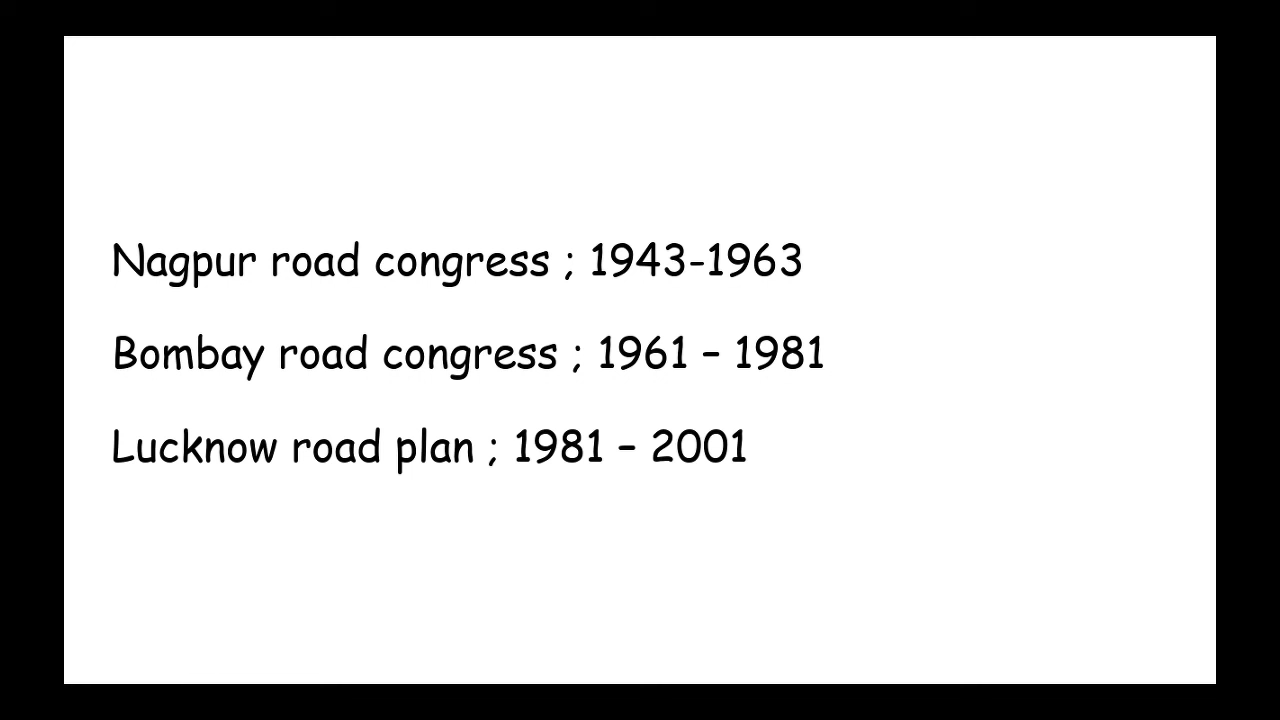 Nagpur road congress ; 1943-1963
Bombay road congress ; 1961 – 1981
Lucknow road plan ; 1981 – 2001